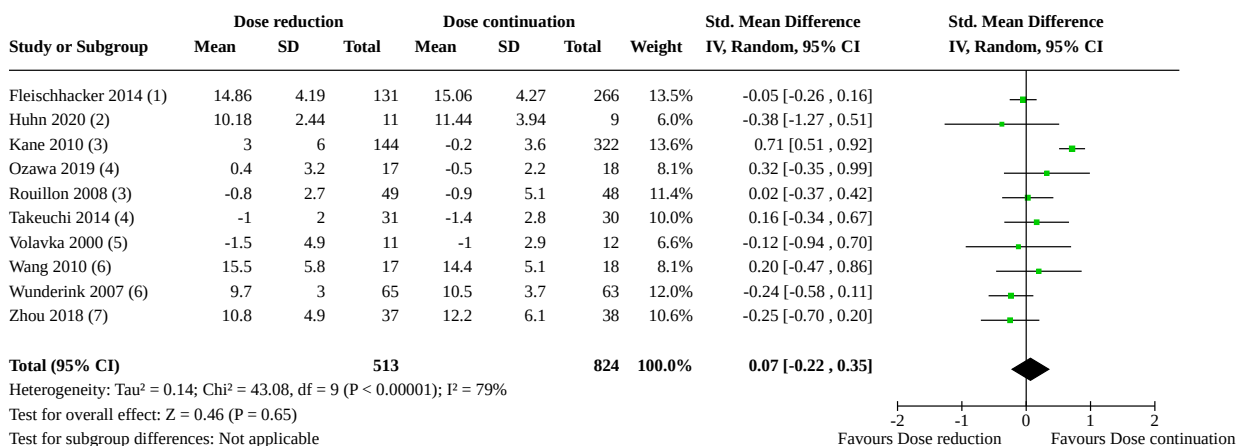 Dose reduction Dose continuation Std. Mean Difference Std. Mean Difference
Study or Subgroup Mean SD Total Mean SD Total Weight IV, Random, 95% CI IV, Random, 95% CI
Fleischhacker 2014 (1) 14.86 4.19 131 15.06 4.27 266 13.5% -0.05 [-0.26 , 0.16]
Huhn 2020 (2) 10.18 2.44 11 11.44 3.94 9 6.0% -0.38 [-1.27 , 0.51]
Kane 2010 (3) 3 6 144 -0.2 3.6 322 13.6% 0.71 [0.51 , 0.92]
Ozawa 2019 (4) 0.4 3.2 17 -0.5 2.2 18 8.1% 0.32 [-0.35 , 0.99]
Rouillon 2008 (3) -0.8 2.7 49 -0.9 5.1 48 11.4% 0.02 [-0.37 , 0.42]
Takeuchi 2014 (4) -1 2 31 -1.4 2.8 30 10.0% 0.16 [-0.34 , 0.67]
Volavka 2000 (5) -1.5 4.9 11 -1 2.9 12 6.6% -0.12 [-0.94 , 0.70]
Wang 2010 (6) 15.5 5.8 17 14.4 5.1 18 8.1% 0.20 [-0.47 , 0.86]
Wunderink 2007 (6) 9.7 3 65 10.5 3.7 63 12.0% -0.24 [-0.58 , 0.11]
Zhou 2018 (7) 10.8 4.9 37 12.2 6.1 38 10.6% -0.25 [-0.70 , 0.20]
Total (95% CI) 513 824 100.0% 0.07 [-0.22 , 0.35]
Heterogeneity: Tau² = 0.14; Chi² = 43.08, df = 9 (P < 0.00001); I² = 79%
Test for overall effect: Z = 0.46 (P = 0.65)
-2 -1 0 1 2
Test for subgroup differences: Not applicable Favours Dose reduction Favours Dose continuation